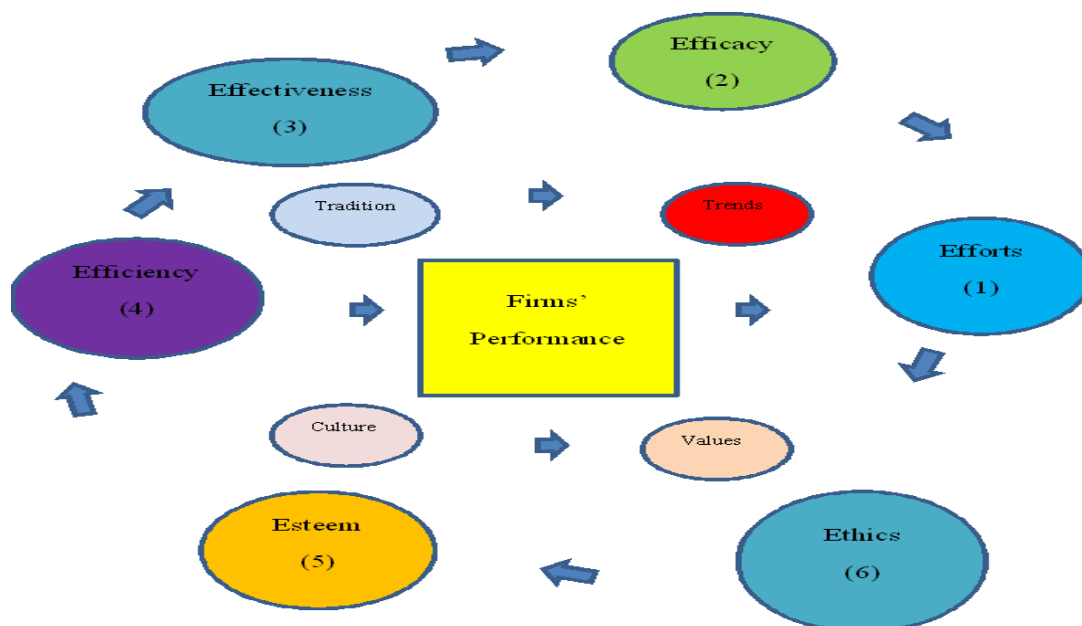 Efficacy
(2)
Effectiveness
(3)
Tradition
Trends
Efficiency
(4)
Firms’
Performance
Efforts
(1)
Culture
Values
Esteem
(5)
Ethics
(6)